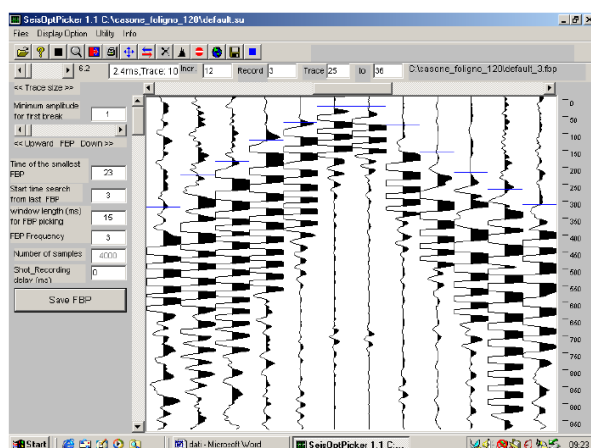 SeisOptPicker 1.1 C:\casone_foligno_120\default.su
Files Display Option Utility Info
6.2 2.4ms,Trace: 10 Incr. 12 Record 3 Trace 25 to 36 C:\casone_foligno_120\default_3.fbp
<< Trace size >>
Minimum amplitude
for first break 1
<< Upward FBP Down >>
Time of the smallest
FBP 23
Start time search
from last FBP 3
window length (ms)
for FBP picking 15
FBP Frequency 3
Number of samples 4000
Shot_Recording
delay (ms) 0
Save FBP
0
50
100
150
200
250
300
350
400
450
500
550
600
650
700
750
800
850
Start dati - Microsoft Word SeisOptPicker 1.1 C:... 09:23